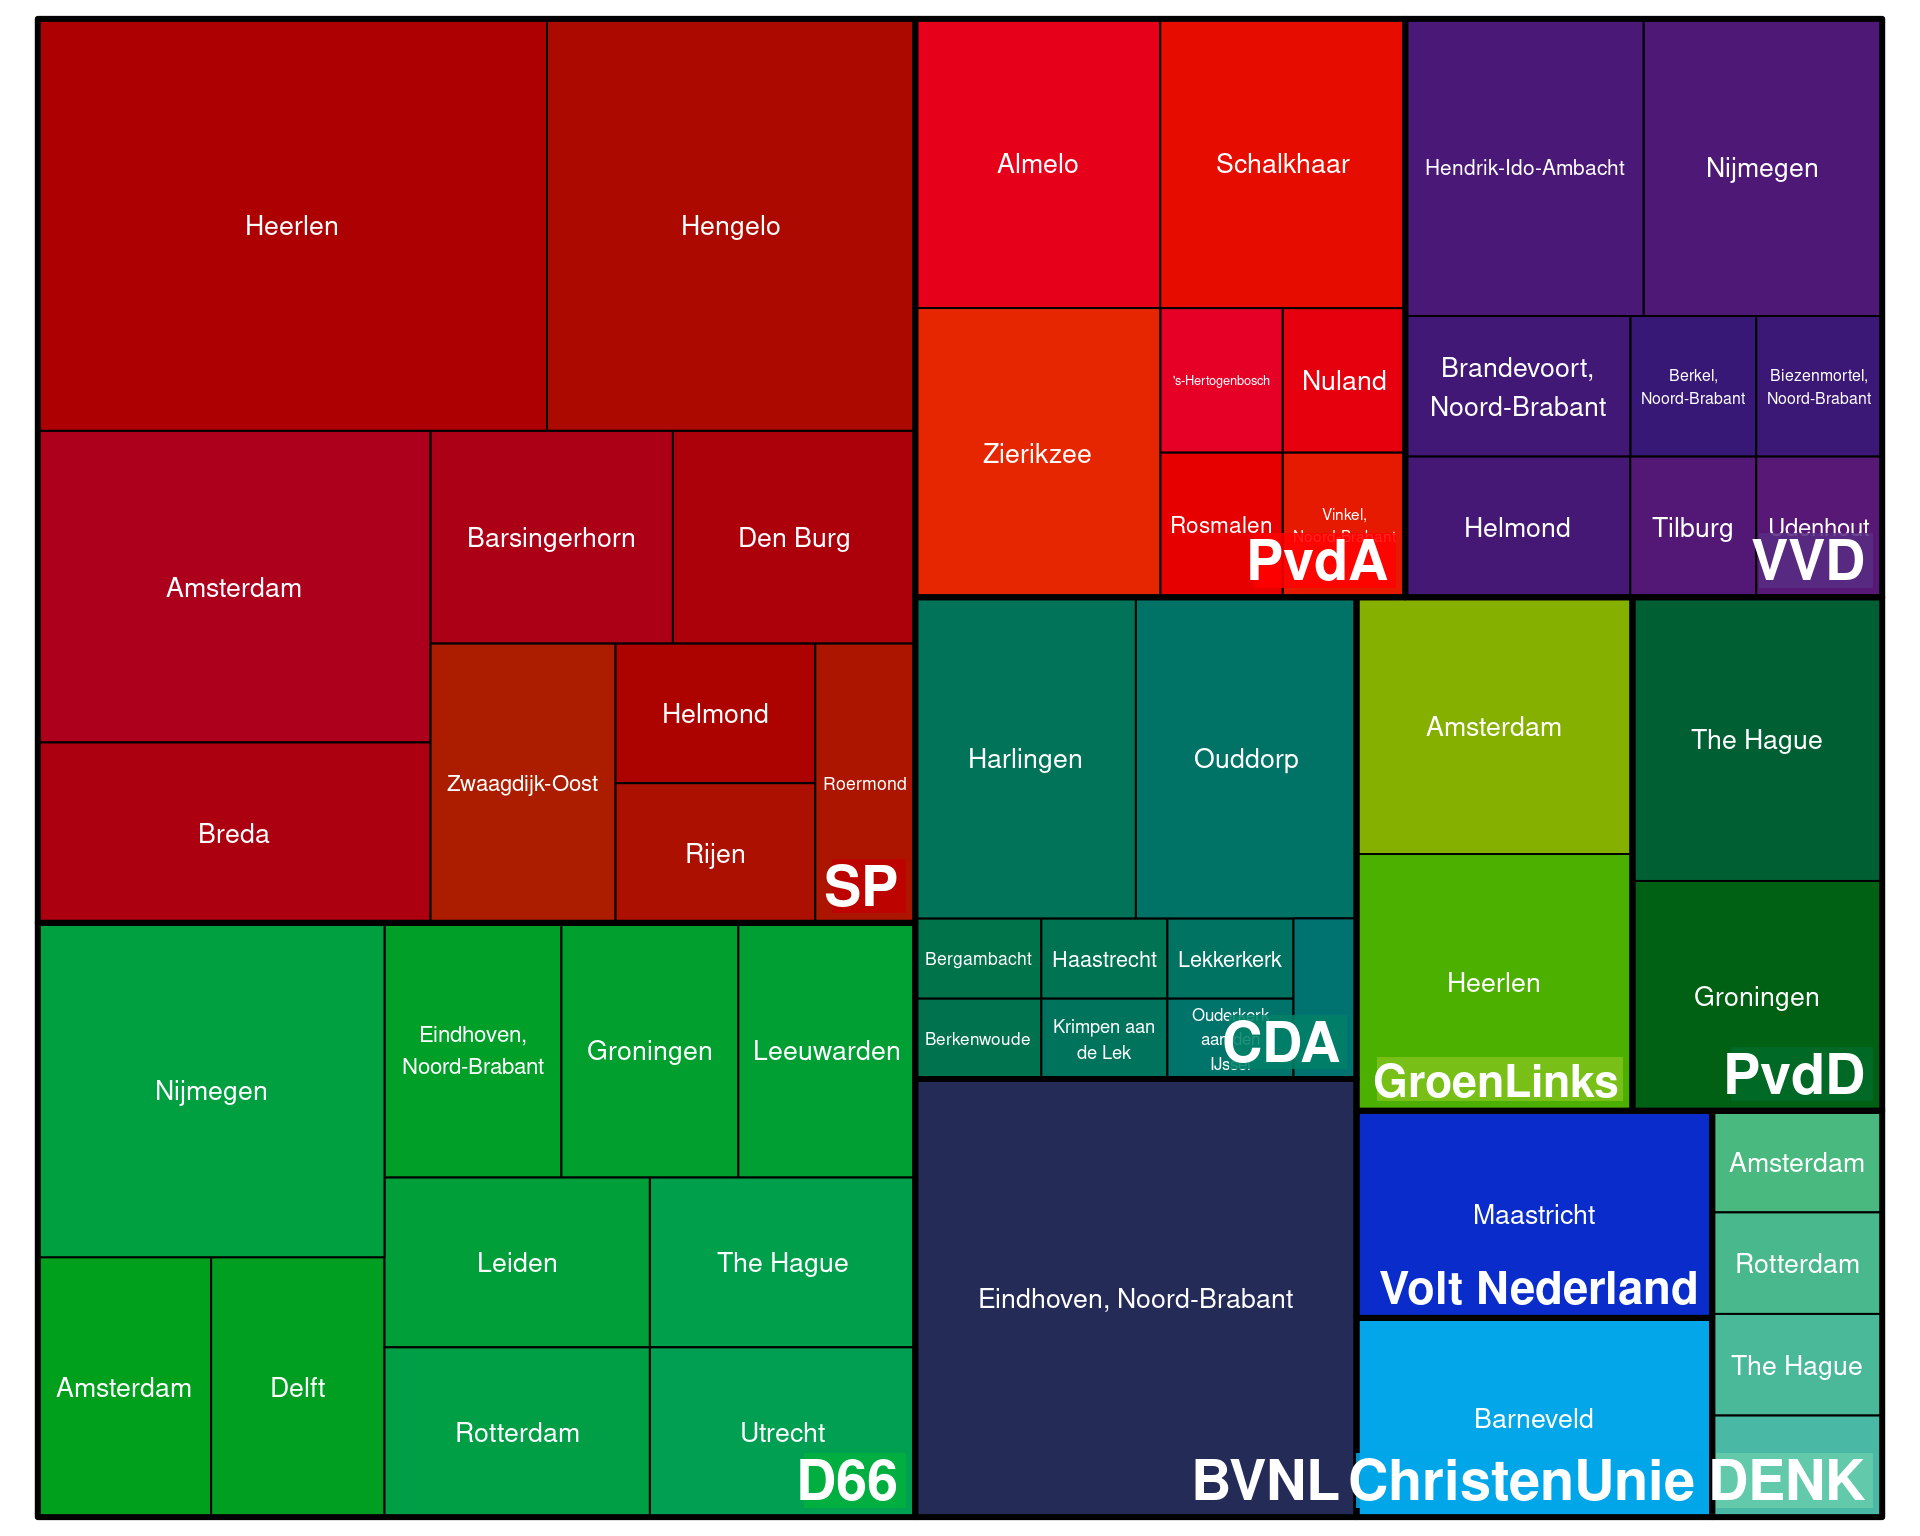 Heerlen
Hengelo
Amsterdam
Barsingerhorn
Den Burg
Breda
Zwaagdijk-Oost
Helmond
Rijen
Roermond
SP
Nijmegen
Eindhoven,
Noord-Brabant
Groningen
Leeuwarden
Leiden
The Hague
Amsterdam
Delft
Rotterdam
Utrecht
D66
Almelo
Schalkhaar
Zierikzee
's-Hertogenbosch
Nuland
Rosmalen
Vinkel,
Noord-Brabant
PvdA
Hendrik-Ido-Ambacht
Nijmegen
Brandevoort,
Noord-Brabant
Berkel,
Noord-Brabant
Biezenmortel,
Noord-Brabant
Helmond
Tilburg
Udenhout
VVD
Harlingen
Ouddorp
Bergambacht
Haastrecht
Lekkerkerk
Berkenwoude
Krimpen aan
de Lek
Ouderkerk
aan den
IJssel
CDA
Amsterdam
Heerlen
GroenLinks
The Hague
Groningen
PvdD
Eindhoven, Noord-Brabant
BVNL
Maastricht
Volt Nederland
Barneveld
ChristenUnie
Amsterdam
Rotterdam
The Hague
DENK